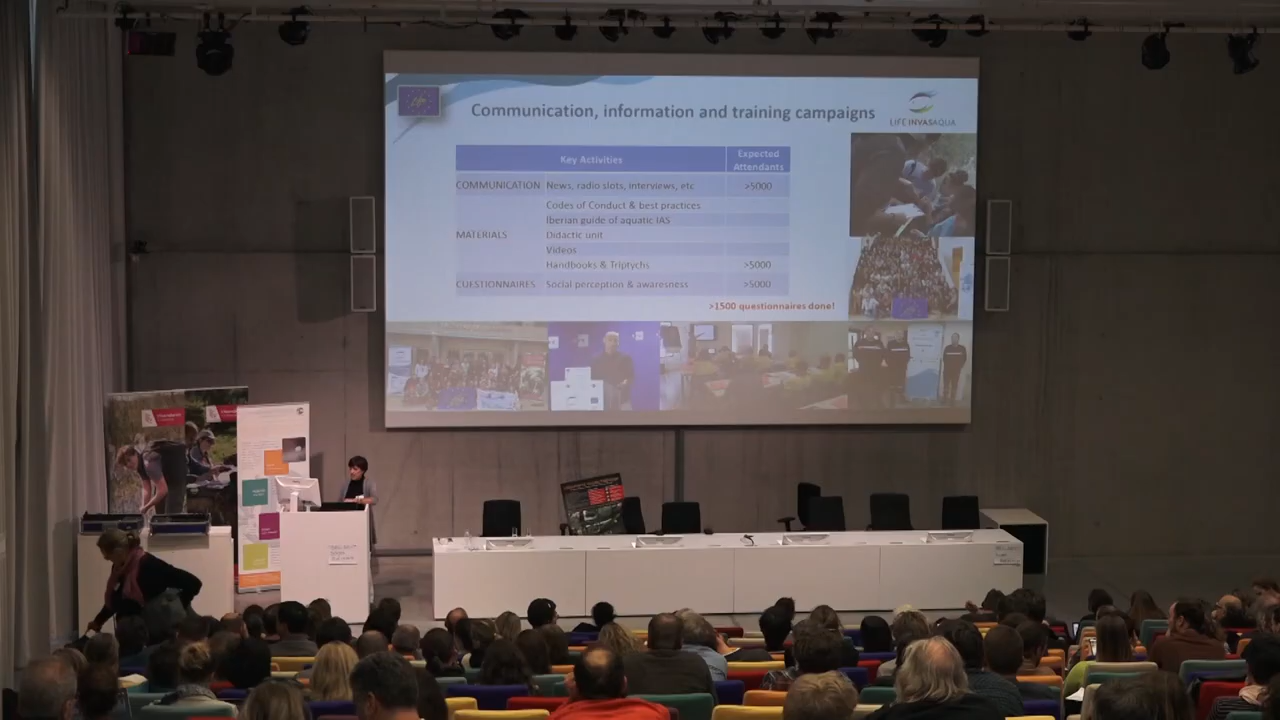 Communication, information and training campaigns
LIFE INVASAQUA
Key Activities
Expected
Attendants
COMMUNICATION News, radio slots, interviews, etc >5000
Codes of Conduct & best practices
Iberian guide of aquatic IAS
MATERIALS Didactic unit
Videos
Handbooks & Triptychs >5000
CUESTIONNAIRES Social perception & awaresness >5000
>1500 questionnaires done!